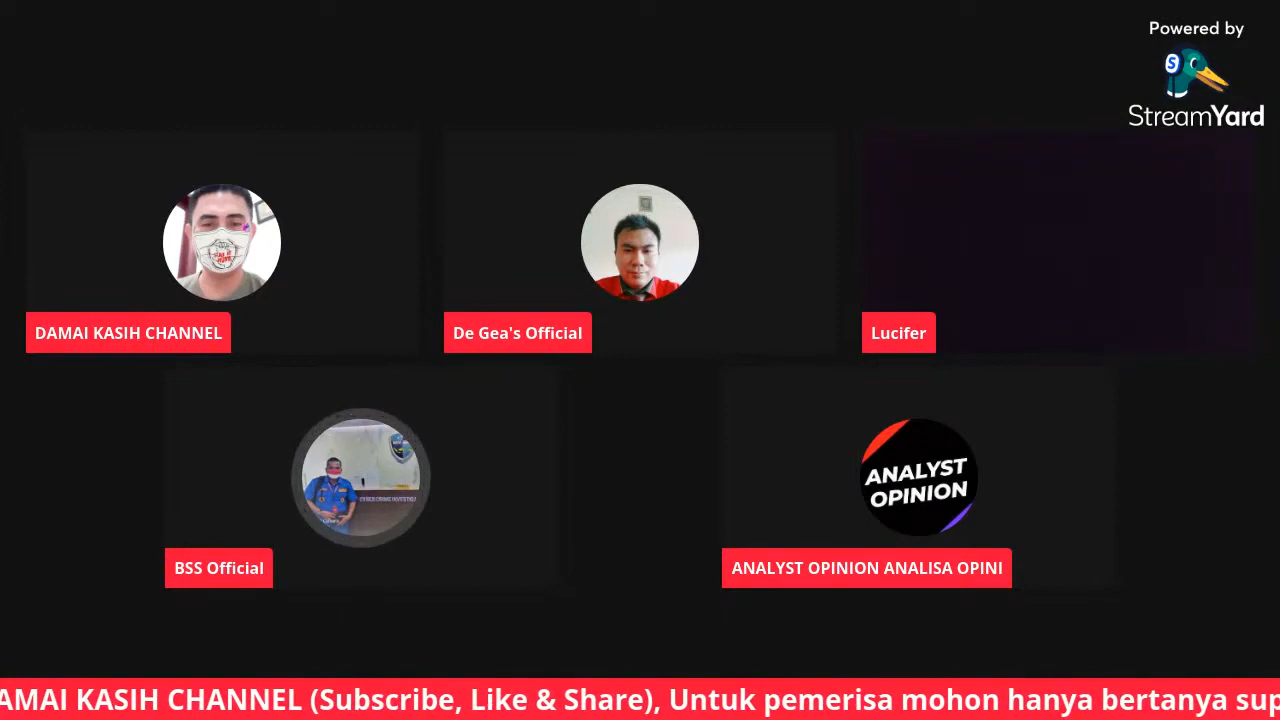 Powered by
S
StreamYard
DAMAI KASIH CHANNEL
De Gea's Official
Lucifer
ANALYST
OPINION
BSS Official
ANALYST OPINION ANALISA OPINI
AMAI KASIH CHANNEL (Subscribe, Like & Share), Untuk pemerisa mohon hanya bertanya sup